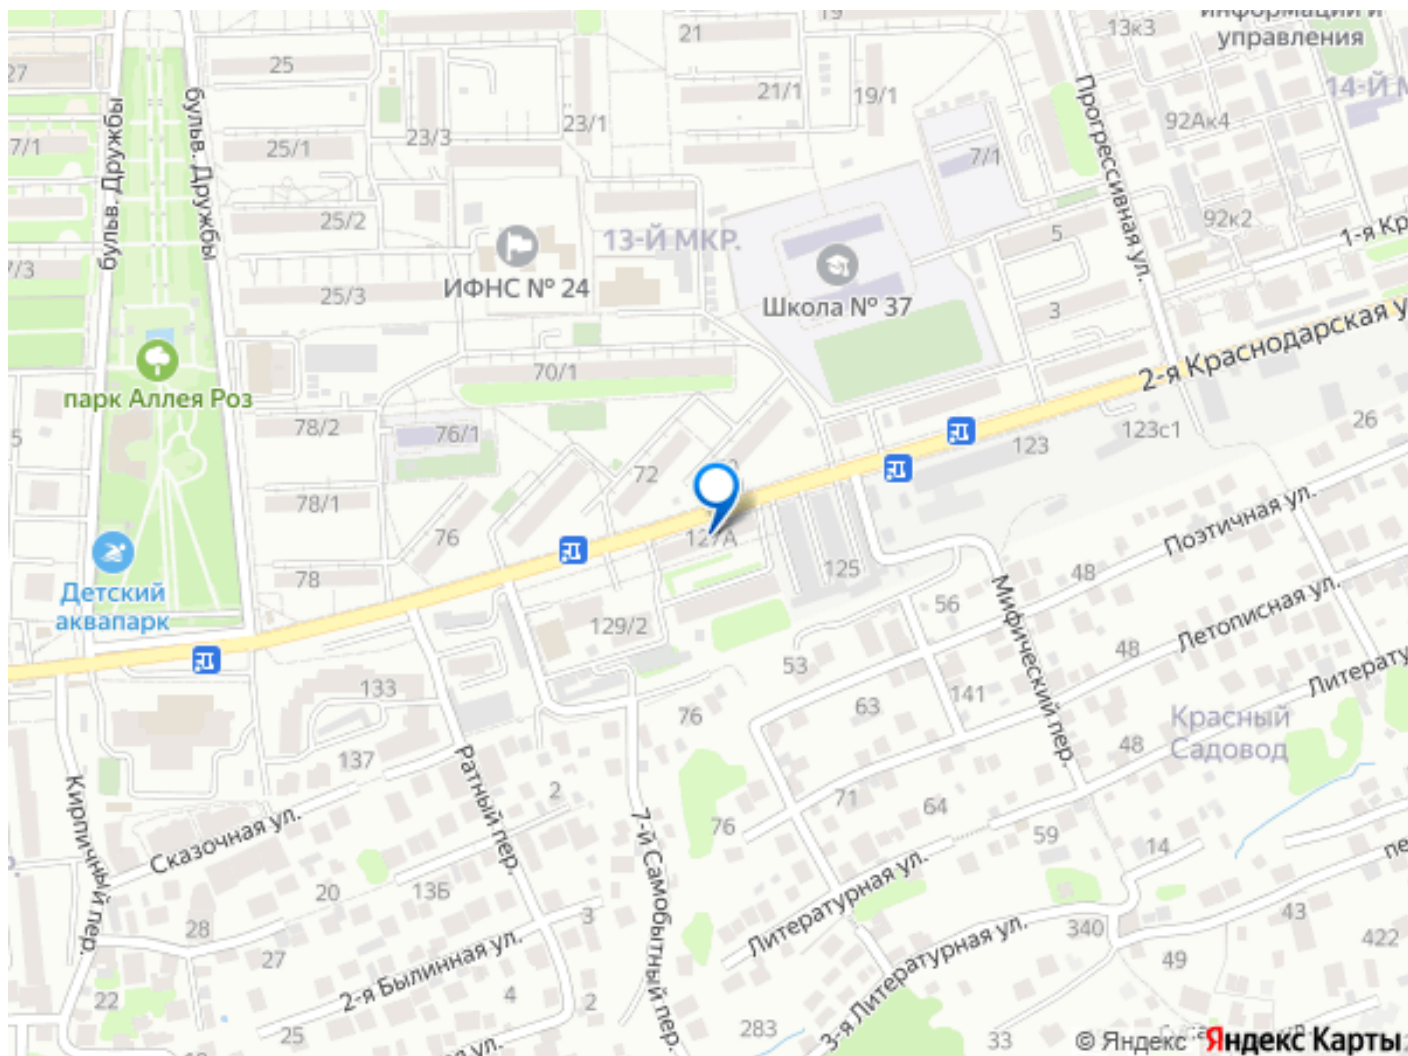 информации и
управления
19
21
13к3
14-Й М
27
25
21/1
19/1
92Ак4
23/3
23/1
25/1
7/1
7/1
бульв. Дружбы
бульв. Дружбы
Прогрессивная ул.
25/2
92к2
5
1-я Кр
13-Й МКР.
7/3
25/3
ИФНС № 24
Школа № 37
3
2-я Краснодарская у
70/1
парк Аллея Роз
5
78/2
76/1
26
123с1
123
72
78/1
76
127А
Поэтичная ул.
78
125
48
Детский
аквапарк
129/2
56
Летописная ул.
48
Мифический пер.
53
133
76
63
141
Литерату
Красный
Садовод
48
137
Ратный пер.
Кирпичный пер.
2
71
64
Сказочная ул.
7-й Самобытный пер.
76
59
14
пе
20
13Б
Литературная ул.
28
3
43
27
2-я Былинная ул.
340
422
49
3-я Литературная ул.
22
4
2
25
283
33
ул.
© Яндекс Яндекс Карты